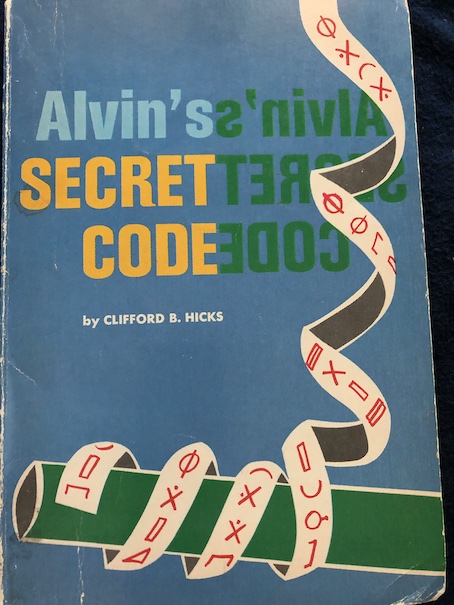 Alvin's
SECRET
CODE
by CLIFFORD B. HICKS